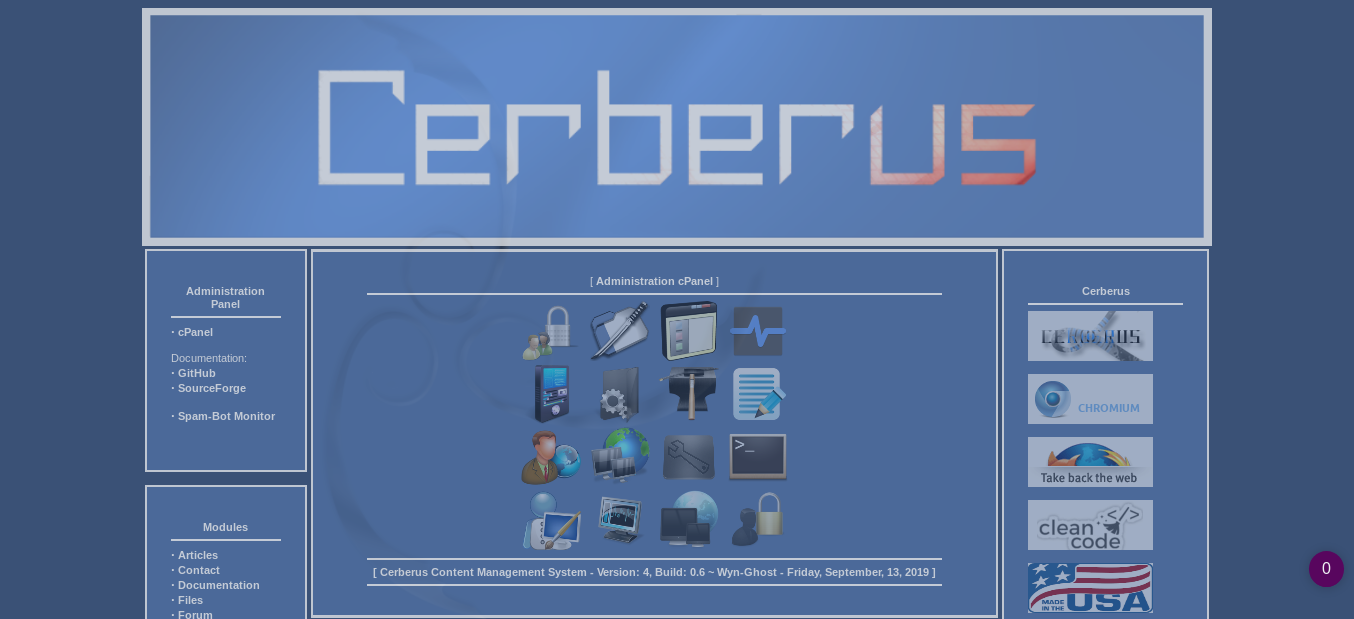 Cerberus
Administration
Panel
· cPanel
Documentation:
· GitHub
· SourceForge
· Spam-Bot Monitor
Modules
· Articles
· Contact
· Documentation
· Files
· Forum
[ Administration cPanel ]
>_
[ Cerberus Content Management System - Version: 4, Build: 0.6 ~ Wyn-Ghost - Friday, September, 13, 2019 ]
Cerberus
CERBERUS
CHROMIUM
Take back the web
clean </>
code
MADE
IN THE
USA
0